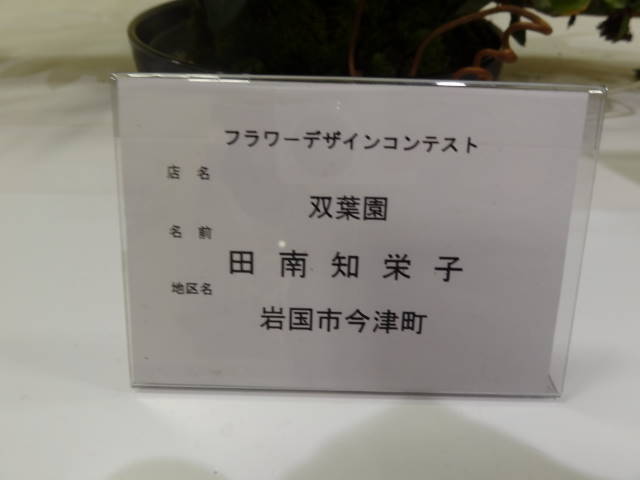 フラワーデザインコンテスト
店 名
双葉園
名 前
田 南 知 栄 子
地区名
岩国市今津町